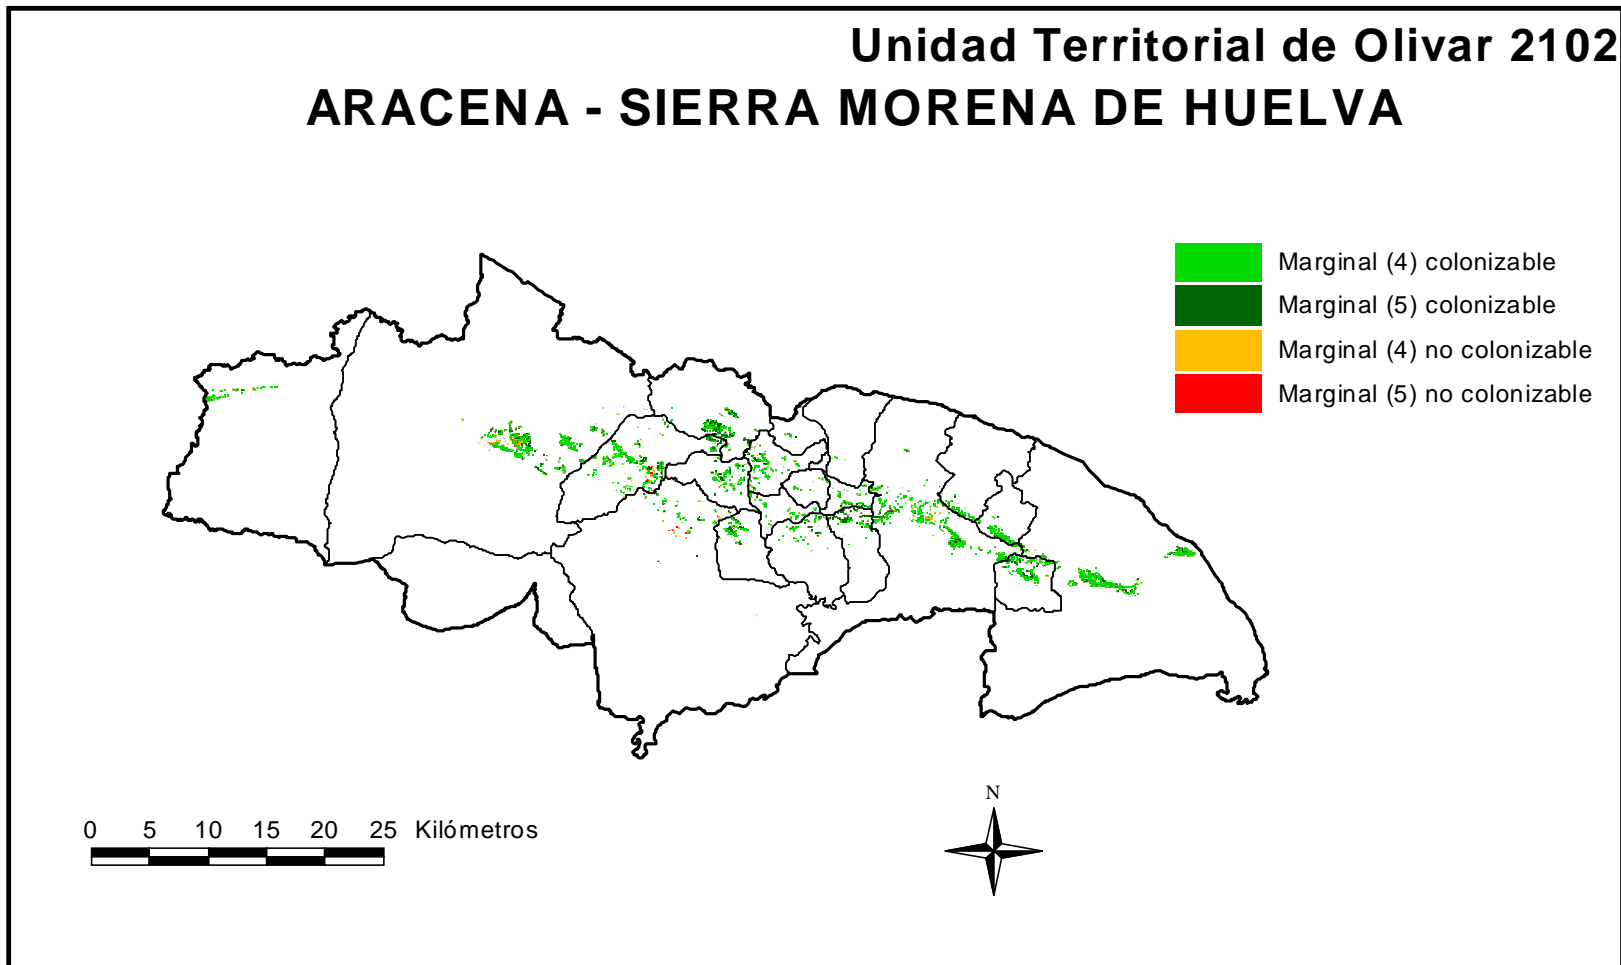 Unidad Territorial de Olivar 2102
ARACENA - SIERRA MORENA DE HUELVA
Marginal (4) colonizable
Marginal (5) colonizable
Marginal (4) no colonizable
Marginal (5) no colonizable
N
0 5 10 15 20 25 Kilómetros